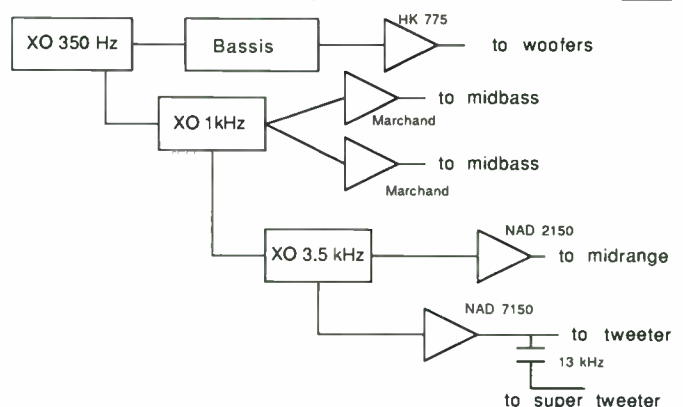 HK 775
XO 350 Hz
Bassis
to woofers
to midbass
XO 1kHz
Marchand
to midbass
Marchand
NAD 2150
XO 3.5 kHz
to midrange
NAD 7150
to tweeter
13 kHz
to super tweeter